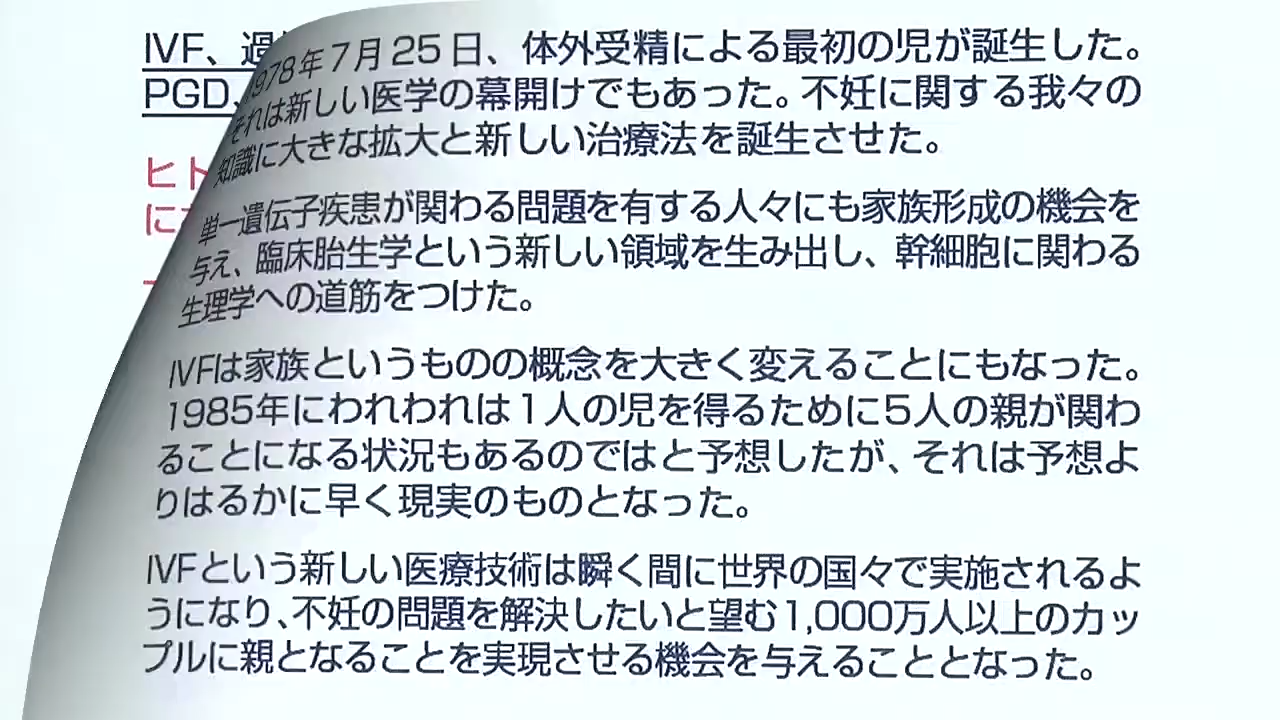 IVF、過
PGD、
ヒト
に
1978年7月25日、体外受精による最初の児が誕生した。
それは新しい医学の幕開けでもあった。不妊に関する我々の
知識に大きな拡大と新しい治療法を誕生させた。
単一遺伝子疾患が関わる問題を有する人々にも家族形成の機会を
与え、臨床胎生学という新しい領域を生み出し、幹細胞に関わる
生理学への道筋をつけた。
IVFは家族というものの概念を大きく変えることにもなった。
1985年にわれわれは1人の児を得るために5人の親が関わ
ることになる状況もあるのではと予想したが、それは予想よ
りはるかに早く現実のものとなった。
IVFという新しい医療技術は瞬く間に世界の国々で実施されるよ
うになり、不妊の問題を解決したいと望む1,000万人以上のカッ
プルに親となることを実現させる機会を与えることとなった。